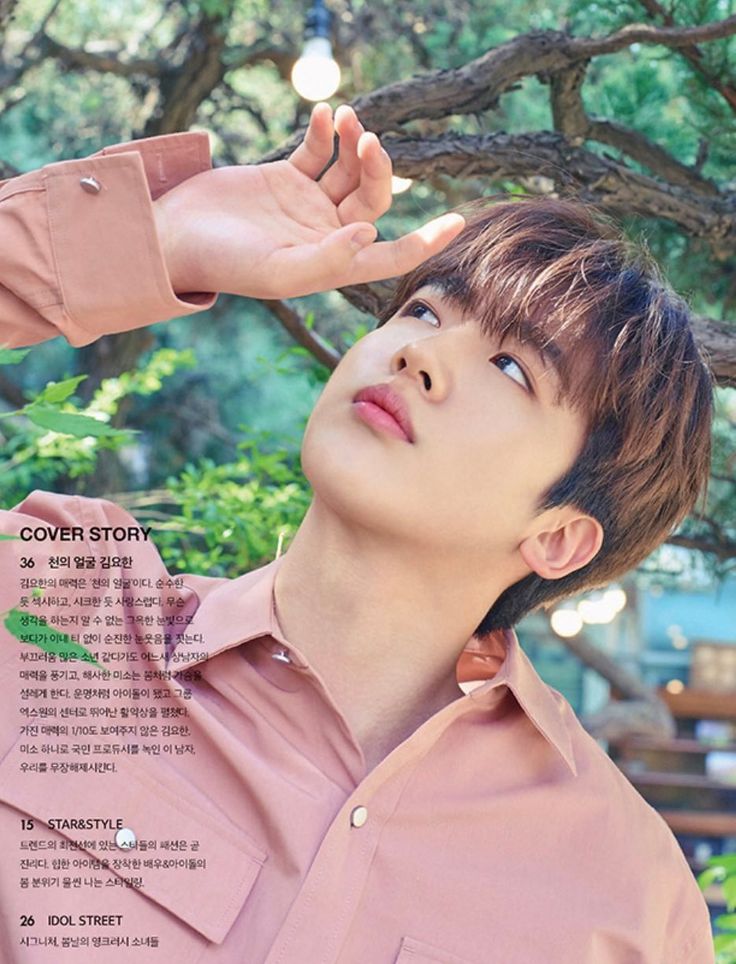 COVER STORY
36 천의 얼굴 김요한
김요한의 매력은 '천의 얼굴'이다. 순수한
듯 섹시하고, 시크한 듯 사랑스럽다. 무슨
생각을 하는지 알 수 없는 그윽한 눈빛으로
보다가 이내 티 없이 순진한 눈웃음을 짓는다.
부끄러움 많은 소년 같다가도 어느새 상남자의
매력을 풍기고, 해사한 미소는 봄처럼 가슴을
설레게 한다. 운명처럼 아이돌이 됐고 그룹
엑스원의 센터로 뛰어난 활약상을 펼쳤다.
가진 매력의 1/10도 보여주지 않은 김요한.
미소 하나로 국민 프로듀서를 녹인 이 남자,
우리를 무장해제시킨다.
15 STAR&STYLE
트렌드의 최전선에 있는 스타들의 패션은 곧
진리다. 힙한 아이템을 장착한 배우&아이돌의
봄 분위기 물씬 나는 스타일링.
26 IDOL STREET
시그니처, 봄날의 영크러시 소녀들